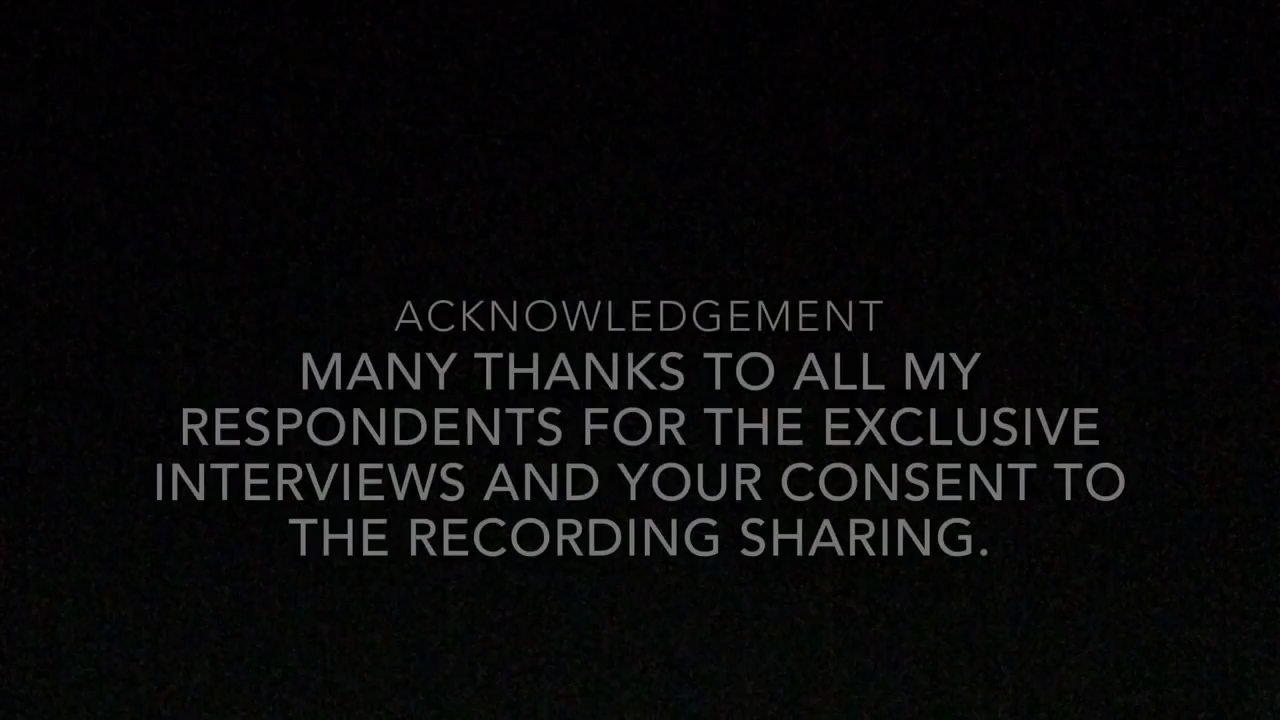 ACKNOWLEDGEMENT
MANY THANKS TO ALL MY
RESPONDENTS FOR THE EXCLUSIVE
INTERVIEWS AND YOUR CONSENT TO
THE RECORDING SHARING.